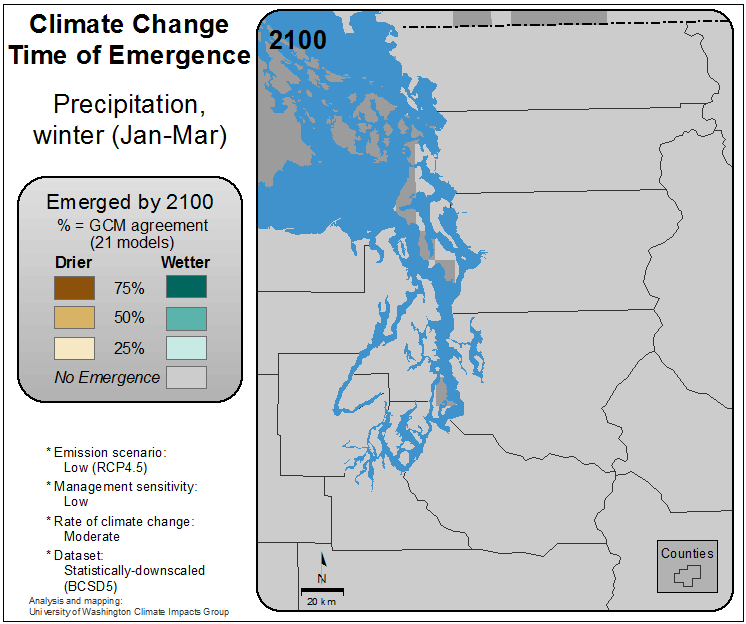 Climate Change
Time of Emergence
Precipitation,
winter (Jan-Mar)
Emerged by 2100
% = GCM agreement
(21 models)
Drier Wetter
75%
50%
25%
No Emergence
* Emission scenario:
Low (RCP4.5)
* Management sensitivity:
Low
* Rate of climate change:
Moderate
* Dataset:
Statistically-downscaled
(BCSD5)
Analysis and mapping:
University of Washington Climate Impacts Group
2100
N
20 km
Counties